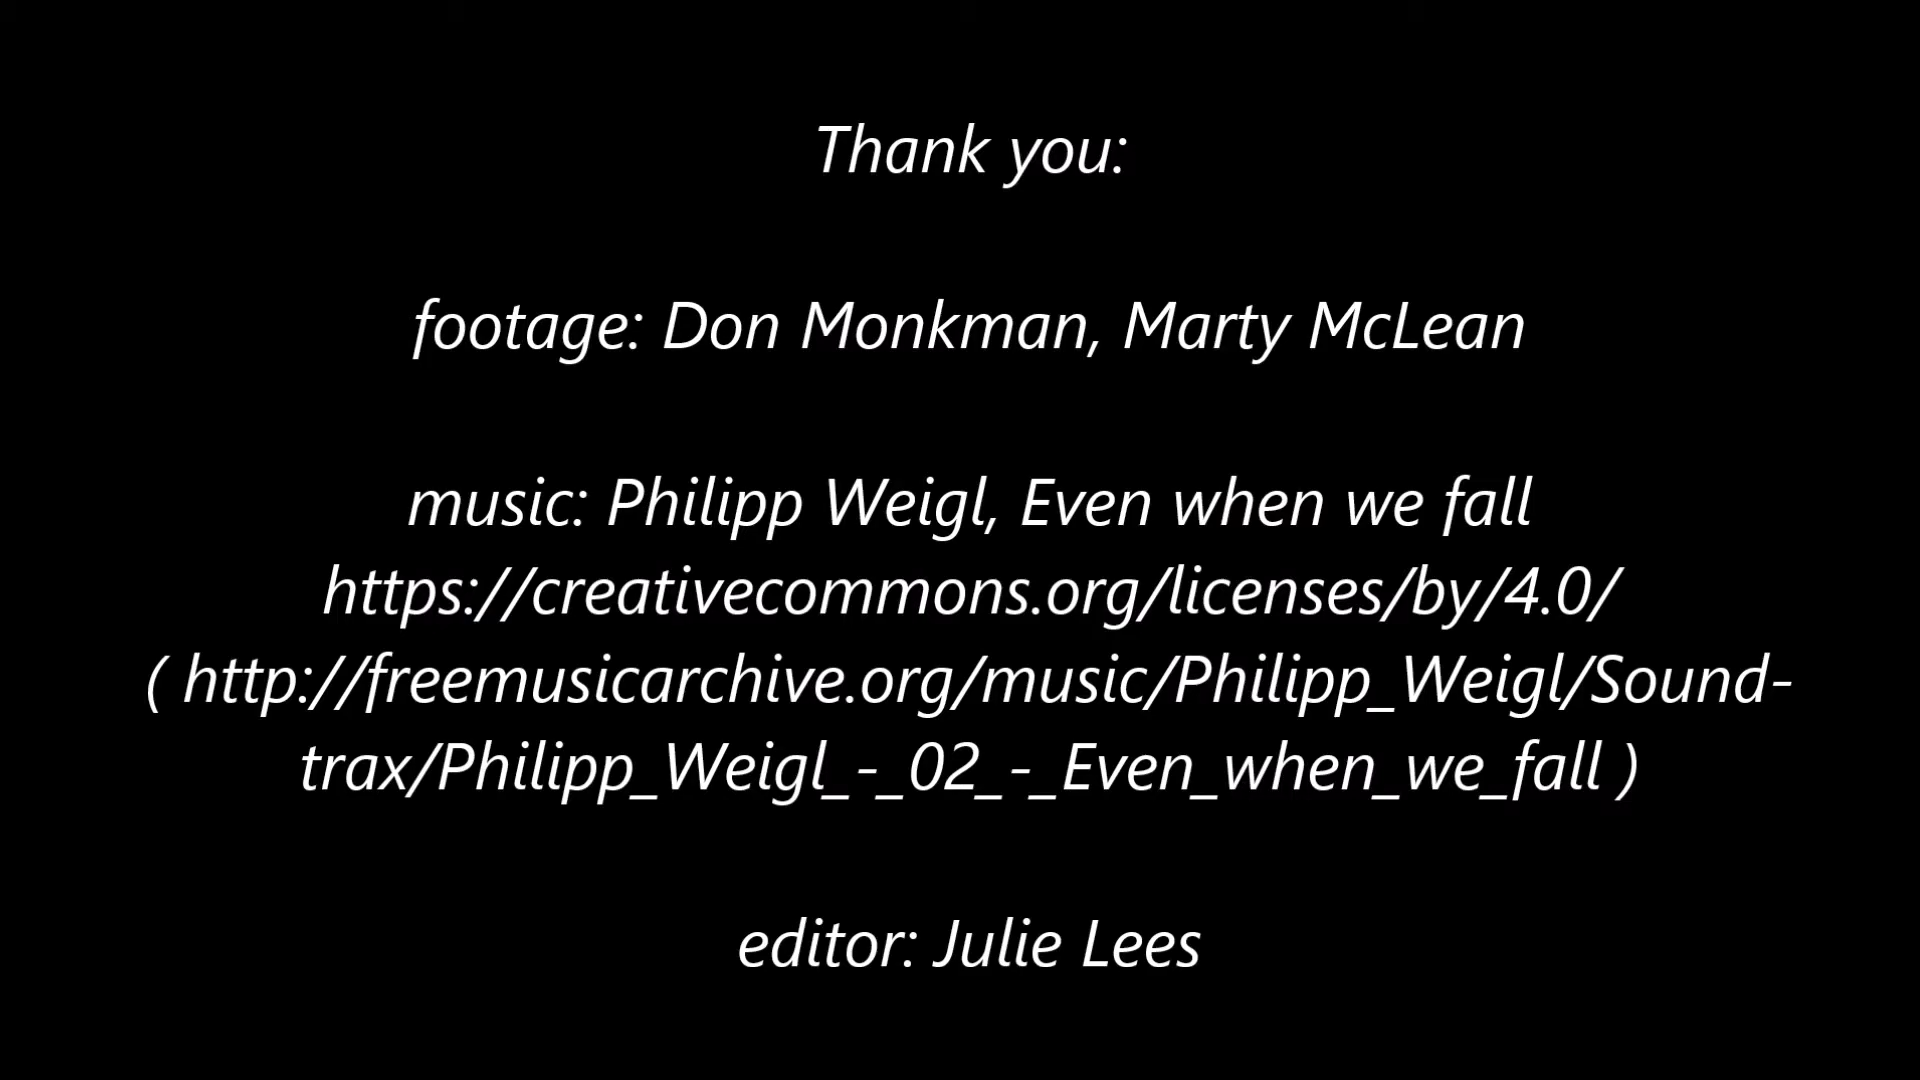 Thank you:
footage: Don Monkman, Marty McLean
music: Philipp Weigl, Even when we fall
https://creativecommons.org/licenses/by/4.0/
( http://freemusicarchive.org/music/Philipp_Weigl/Sound-
trax/Philipp_Weigl_-_02_-_Even_when_we_fall )
editor: Julie Lees